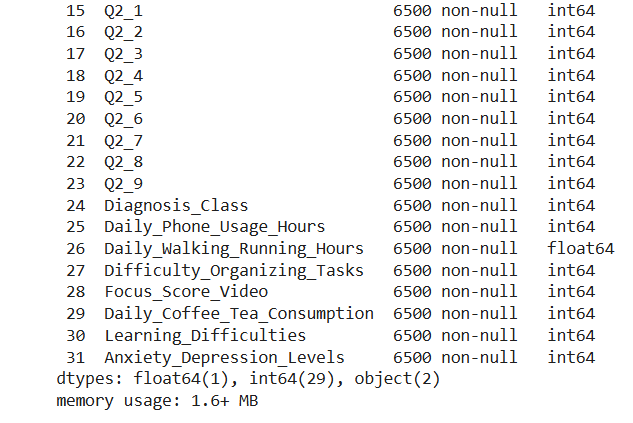 15 Q2_1 6500 non-null int64
16 Q2_2 6500 non-null int64
17 Q2_3 6500 non-null int64
18 Q2_4 6500 non-null int64
19 Q2_5 6500 non-null int64
20 Q2_6 6500 non-null int64
21 Q2_7 6500 non-null int64
22 Q2_8 6500 non-null int64
23 Q2_9 6500 non-null int64
24 Diagnosis_Class 6500 non-null int64
25 Daily_Phone_Usage_Hours 6500 non-null int64
26 Daily_Walking_Running_Hours 6500 non-null float64
27 Difficulty_Organizing_Tasks 6500 non-null int64
28 Focus_Score_Video 6500 non-null int64
29 Daily_Coffee_Tea_Consumption 6500 non-null int64
30 Learning_Difficulties 6500 non-null int64
31 Anxiety_Depression_Levels 6500 non-null int64
dtypes: float64(1), int64(29), object(2)
memory usage: 1.6+ MB